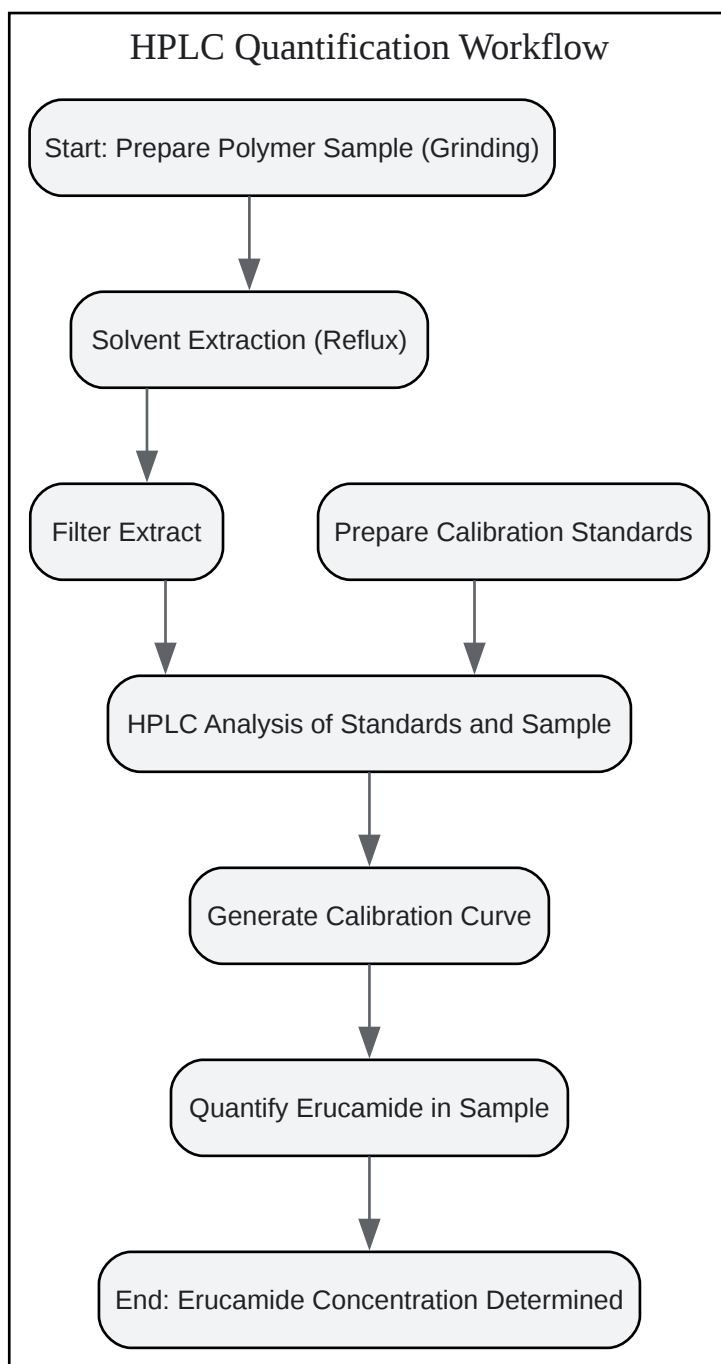 HPLC Quantification Workflow
Start: Prepare Polymer Sample (Grinding)
Solvent Extraction (Reflux)
Filter Extract
Prepare Calibration Standards
HPLC Analysis of Standards and Sample
Generate Calibration Curve
Quantify Erucamide in Sample
End: Erucamide Concentration Determined